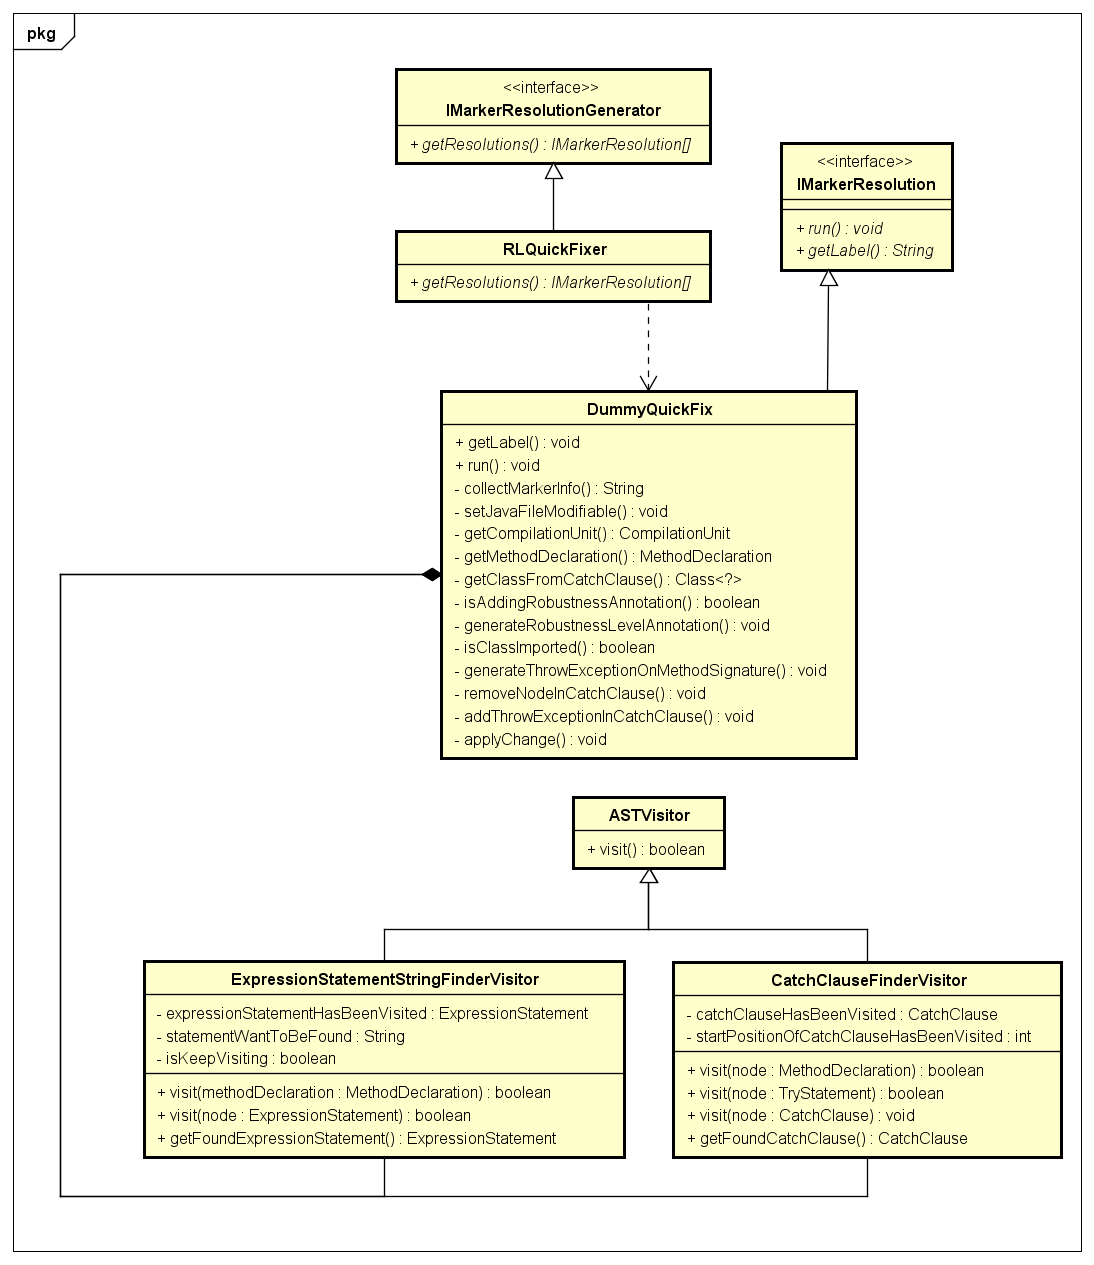 pkg
<<interface>>
IMarkerResolutionGenerator
+ getResolutions() : IMarkerResolution[]
<<interface>>
IMarkerResolution
+ run() : void
+ getLabel() : String
RLQuickFixer
+ getResolutions() : IMarkerResolution[]
DummyQuickFix
+ getLabel() : void
+ run() : void
- collectMarkerInfo() : String
- setJavaFileModifiable() : void
- getCompilationUnit() : CompilationUnit
- getMethodDeclaration() : MethodDeclaration
- getClassFromCatchClause() : Class<?>
- isAddingRobustnessAnnotation() : boolean
- generateRobustnessLevelAnnotation() : void
- isClassImported() : boolean
- generateThrowExceptionOnMethodSignature() : void
- removeNodeInCatchClause() : void
- addThrowExceptionInCatchClause() : void
- applyChange() : void
ASTVisitor
+ visit() : boolean
ExpressionStatementStringFinderVisitor
- expressionStatementHasBeenVisited : ExpressionStatement
- statementWantToBeFound : String
- isKeepVisiting : boolean
+ visit(methodDeclaration : MethodDeclaration) : boolean
+ visit(node : ExpressionStatement) : boolean
+ getFoundExpressionStatement() : ExpressionStatement
CatchClauseFinderVisitor
- catchClauseHasBeenVisited : CatchClause
- startPositionOfCatchClauseHasBeenVisited : int
+ visit(node : MethodDeclaration) : boolean
+ visit(node : TryStatement) : boolean
+ visit(node : CatchClause) : void
+ getFoundCatchClause() : CatchClause